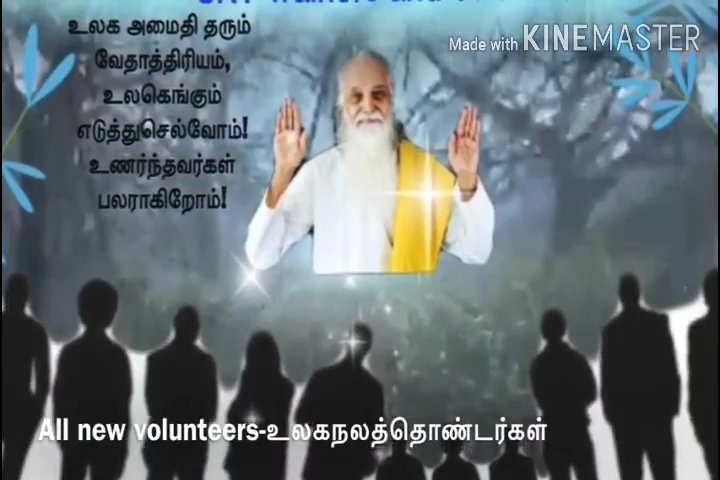 Made with KINEMASTER
உலக அமைதி தரும்
வேதாத்திரியம்,
உலகெங்கும்
எடுத்துசெல்வோம்!
உணர்ந்தவர்கள்
பலராகிறோம்!
All new volunteers-உலகநலத்தொண்டர்கள்